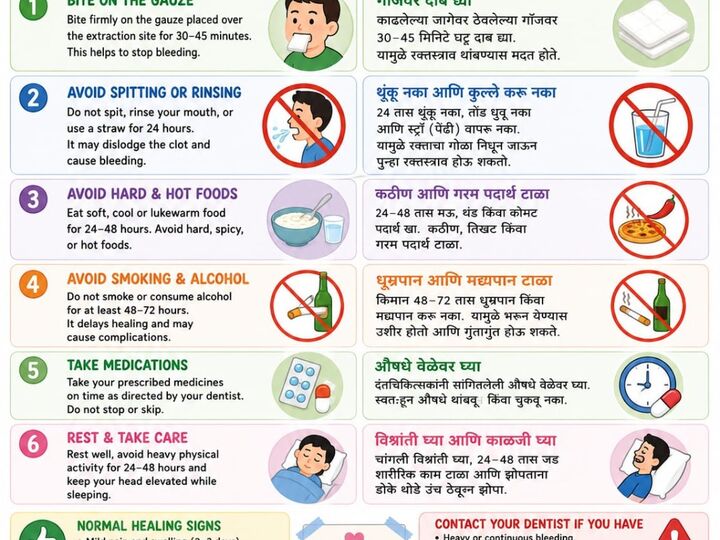 1
BITE ON THE GAUZE
Bite firmly on the gauze placed over
the extraction site for 30–45 minutes.
This helps to stop bleeding.
गॉजवर दाब द्या
काढलेल्या जागेवर ठेवलेल्या गॉजवर
30-45 मिनिटे घट्ट दाब द्या.
यामुळे रक्तस्त्राव थांबण्यास मदत होते.
2
AVOID SPITTING OR RINSING
Do not spit, rinse your mouth, or
use a straw for 24 hours.
It may dislodge the clot and
cause bleeding.
थूंकू नका आणि कुल्ले करू नका
24 तास थुंकू नका, तोंड धुवू नका
आणि स्ट्रॉ (पेंढी) वापरू नका.
यामुळे रक्ताचा गोळा निघून जाऊन
पुन्हा रक्तस्त्राव होऊ शकतो.
3
AVOID HARD & HOT FOODS
Eat soft, cool or lukewarm food
for 24–48 hours. Avoid hard, spicy,
or hot foods.
कठीण आणि गरम पदार्थ टाळा
24-48 तास मऊ, थंड किंवा कोमट
पदार्थ खा. कठीण, तिखट किंवा
गरम पदार्थ टाळा.
4
AVOID SMOKING & ALCOHOL
Do not smoke or consume alcohol
for at least 48–72 hours.
It delays healing and may
cause complications.
धूम्रपान आणि मद्यपान टाळा
किमान 48-72 तास धुम्रपान किंवा
मद्यपान करू नका. यामुळे भरून येण्यास
उशीर होतो आणि गुंतागुंत होऊ शकते.
5
TAKE MEDICATIONS
Take your prescribed medicines
on time as directed by your dentist.
Do not stop or skip.
औषधे वेळेवर घ्या
दंतचिकित्सकांनी सांगितलेली औषधे वेळेवर घ्या.
स्वतःहून औषधे थांबवू किंवा चुकवू नका.
6
REST & TAKE CARE
Rest well, avoid heavy physical
activity for 24–48 hours and
keep your head elevated while
sleeping.
विश्रांती घ्या आणि काळजी घ्या
चांगली विश्रांती घ्या, 24-48 तास जड
शारीरिक काम टाळा आणि झोपताना
डोके थोडे उंच ठेवून झोपा.
NORMAL HEALING SIGNS
CONTACT YOUR DENTIST IF YOU HAVE
• Heavy or continuous bleeding